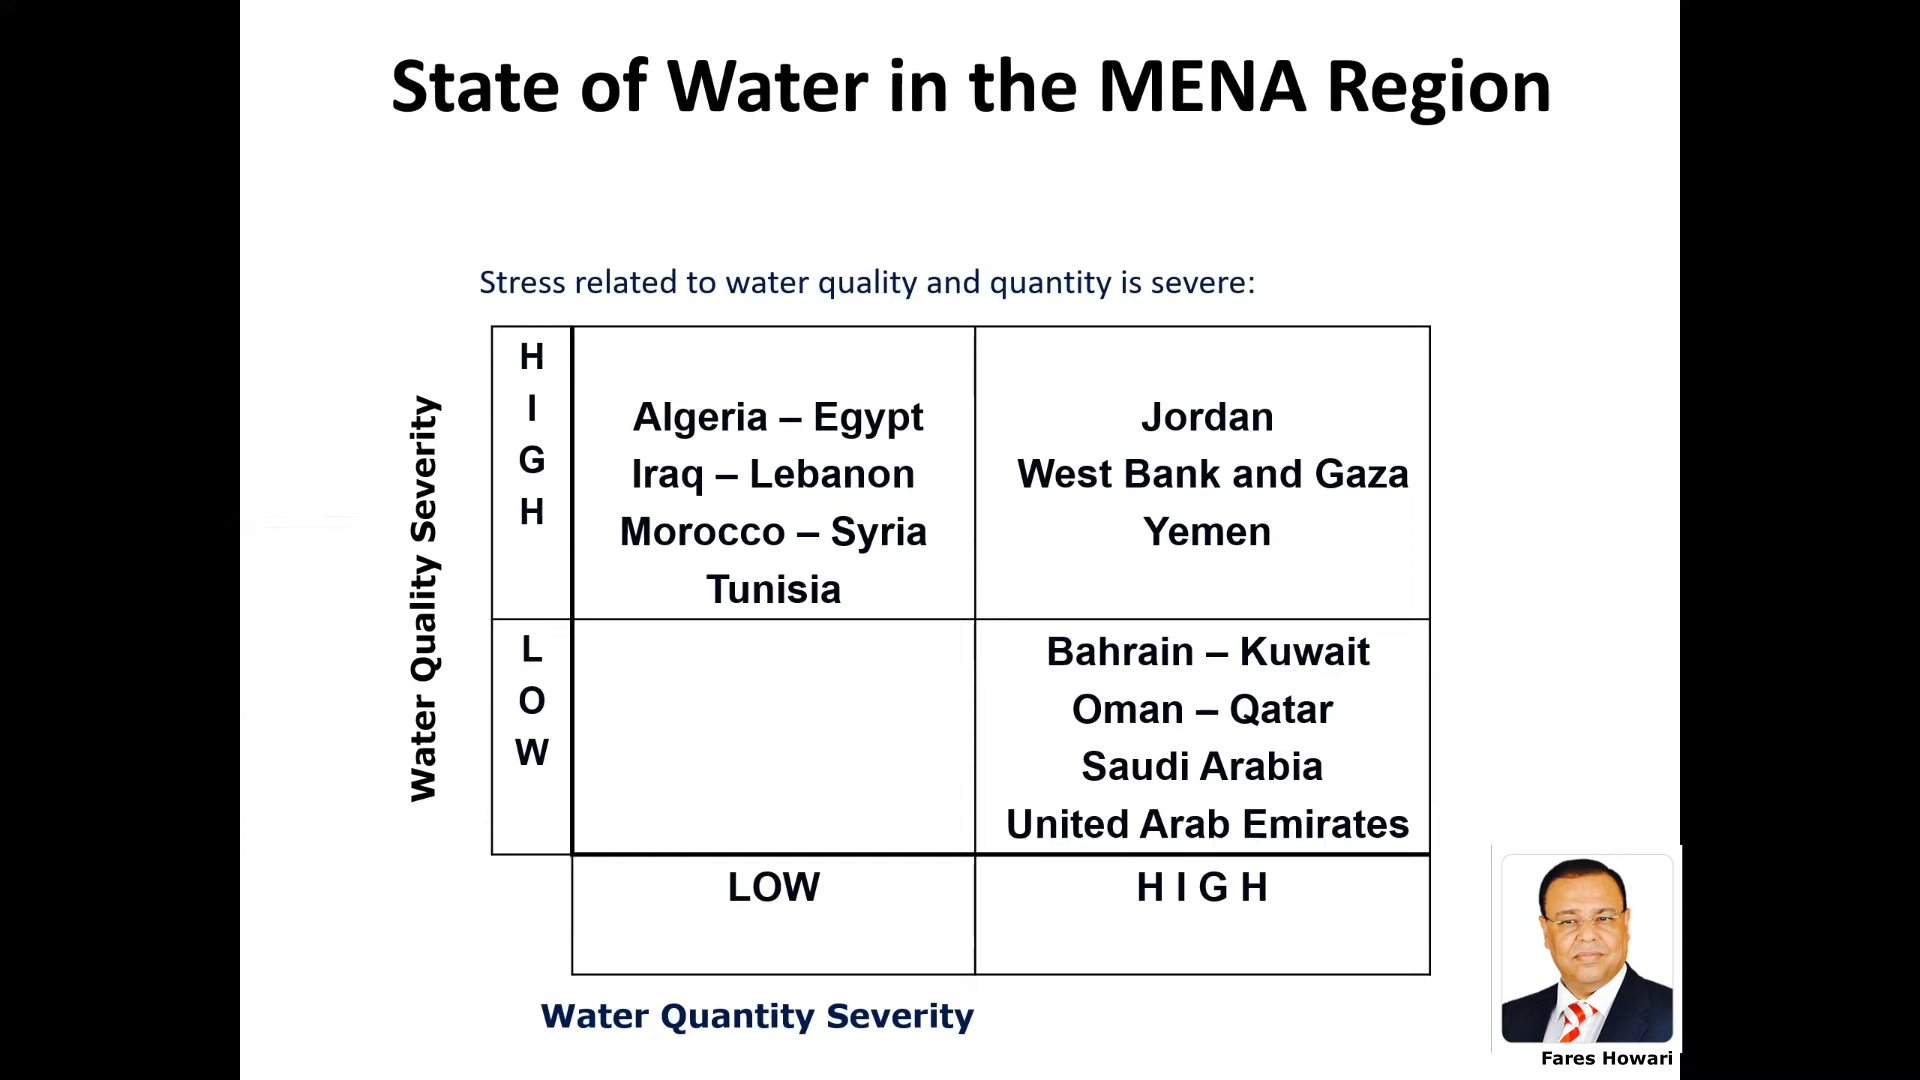 State of Water in the MENA Region
Stress related to water quality and quantity is severe:
Water Quality Severity
H
I
G
H
Algeria – Egypt
Iraq – Lebanon
Morocco – Syria
Tunisia
Jordan
West Bank and Gaza
Yemen
L
O
W
Bahrain – Kuwait
Oman – Qatar
Saudi Arabia
United Arab Emirates
LOW
H I G H
Water Quantity Severity
Fares Howari